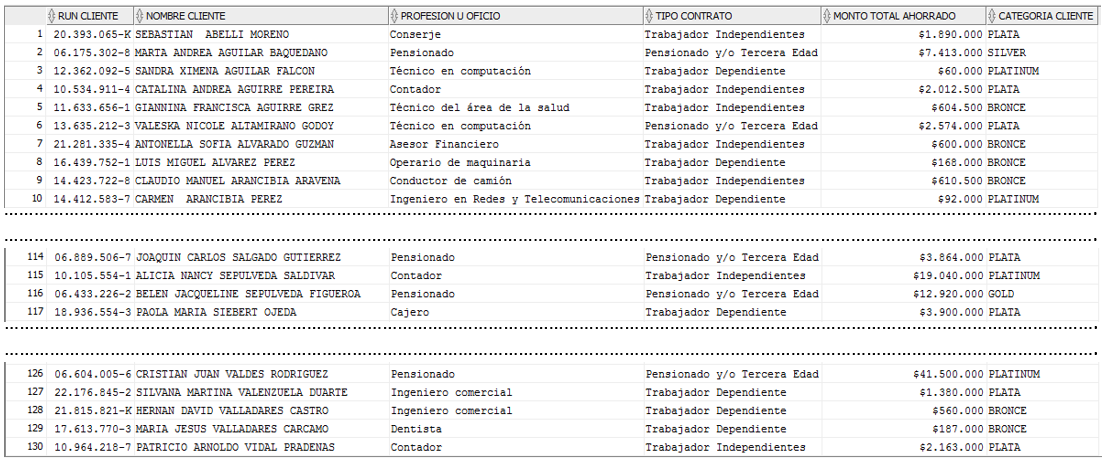 RUN CLIENTE NOMBRE CLIENTE PROFESION U OFICIO TIPO CONTRATO MONTO TOTAL AHORRADO CATEGORIA CLIENTE
1 20.393.065-K SEBASTIAN  ABELLI MORENO Conserje Trabajador Independientes $1.890.000 PLATA
2 06.175.302-8 MARTA ANDREA AGUILAR BAQUEDANO Pensionado Pensionado y/o Tercera Edad $7.413.000 SILVER
3 12.362.092-5 SANDRA XIMENA AGUILAR FALCON Técnico en computación Trabajador Dependiente $60.000 PLATINUM
4 10.534.911-4 CATALINA ANDREA AGUIRRE PEREIRA Contador Trabajador Independientes $2.012.500 PLATA
5 11.633.656-1 GIANNINA FRANCISCA AGUIRRE GREZ Técnico del área de la salud Trabajador Independientes $604.500 BRONCE
6 13.635.212-3 VALESKA NICOLE ALTAMIRANO GODOY Técnico en computación Pensionado y/o Tercera Edad $2.574.000 PLATA
7 21.281.335-4 ANTONELLA SOFIA ALVARADO GUZMAN Asesor Financiero Trabajador Independientes $600.000 BRONCE
8 16.439.752-1 LUIS MIGUEL ALVAREZ PEREZ Operario de maquinaria Trabajador Dependiente $168.000 BRONCE
9 14.423.722-8 CLAUDIO MANUEL ARANCIBIA ARAVENA Conductor de camión Trabajador Independientes $610.500 BRONCE
10 14.412.583-7 CARMEN  ARANCIBIA PEREZ Ingeniero en Redes y Telecomunicaciones Trabajador Dependiente $92.000 PLATINUM
114 06.889.506-7 JOAQUIN CARLOS SALGADO GUTIERREZ Pensionado Pensionado y/o Tercera Edad $3.864.000 PLATA
115 10.105.554-1 ALICIA NANCY SEPULVEDA SALDIVAR Contador Trabajador Independientes $19.040.000 PLATINUM
116 06.433.226-2 BELEN JACQUELINE SEPULVEDA FIGUEROA Pensionado Pensionado y/o Tercera Edad $12.920.000 GOLD
117 18.936.554-3 PAOLA MARIA SIEBERT OJEDA Cajero Trabajador Dependiente $3.900.000 PLATA
126 06.604.005-6 CRISTIAN JUAN VALDES RODRIGUEZ Pensionado Pensionado y/o Tercera Edad $41.500.000 PLATINUM
127 22.176.845-2 SILVANA MARTINA VALENZUELA DUARTE Ingeniero comercial Trabajador Dependiente $1.380.000 PLATA
128 21.815.821-K HERNAN DAVID VALLADARES CASTRO Ingeniero comercial Trabajador Dependiente $560.000 BRONCE
129 17.613.770-3 MARIA JESUS VALLADARES CARCAMO Dentista Trabajador Dependiente $187.000 BRONCE
130 10.964.218-7 PATRICIO ARNOLDO VIDAL PRADENAS Contador Trabajador Independientes $2.163.000 PLATA